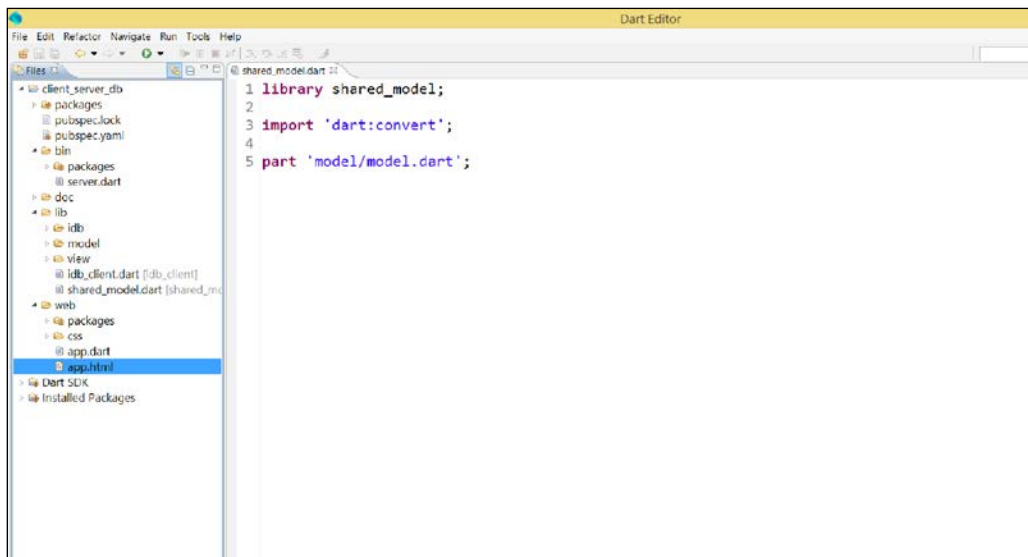 Dart Editor
File Edit Refactor Navigate Run Tools Help
Files
shared_model.dart
client_server_db
packages
pubspec.lock
pubspec.yaml
bin
packages
server.dart
doc
lib
idb
model
view
idb_client.dart [idb_client]
shared_model.dart [shared_mo
web
packages
css
app.dart
app.html
Dart SDK
Installed Packages
1 library shared_model;
2
3 import 'dart:convert';
4
5 part 'model/model.dart';